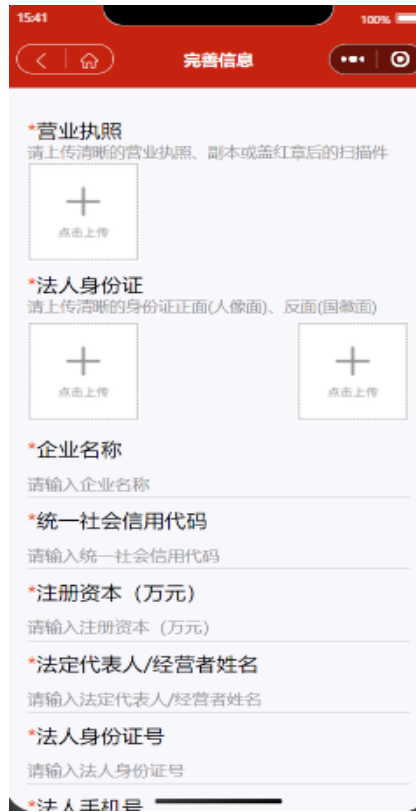 15:41
100%
完善信息
*营业执照
请上传清晰的营业执照、副本或盖红章后的扫描件
点击上传
*法人身份证
请上传清晰的身份证正面(人像面)、反面(国徽面)
点击上传
点击上传
*企业名称
请输入企业名称
*统一社会信用代码
请输入统一社会信用代码
*注册资本（万元）
请输入注册资本（万元）
*法定代表人/经营者姓名
请输入法定代表人/经营者姓名
*法人身份证号
请输入法人身份证号
*法人手机号